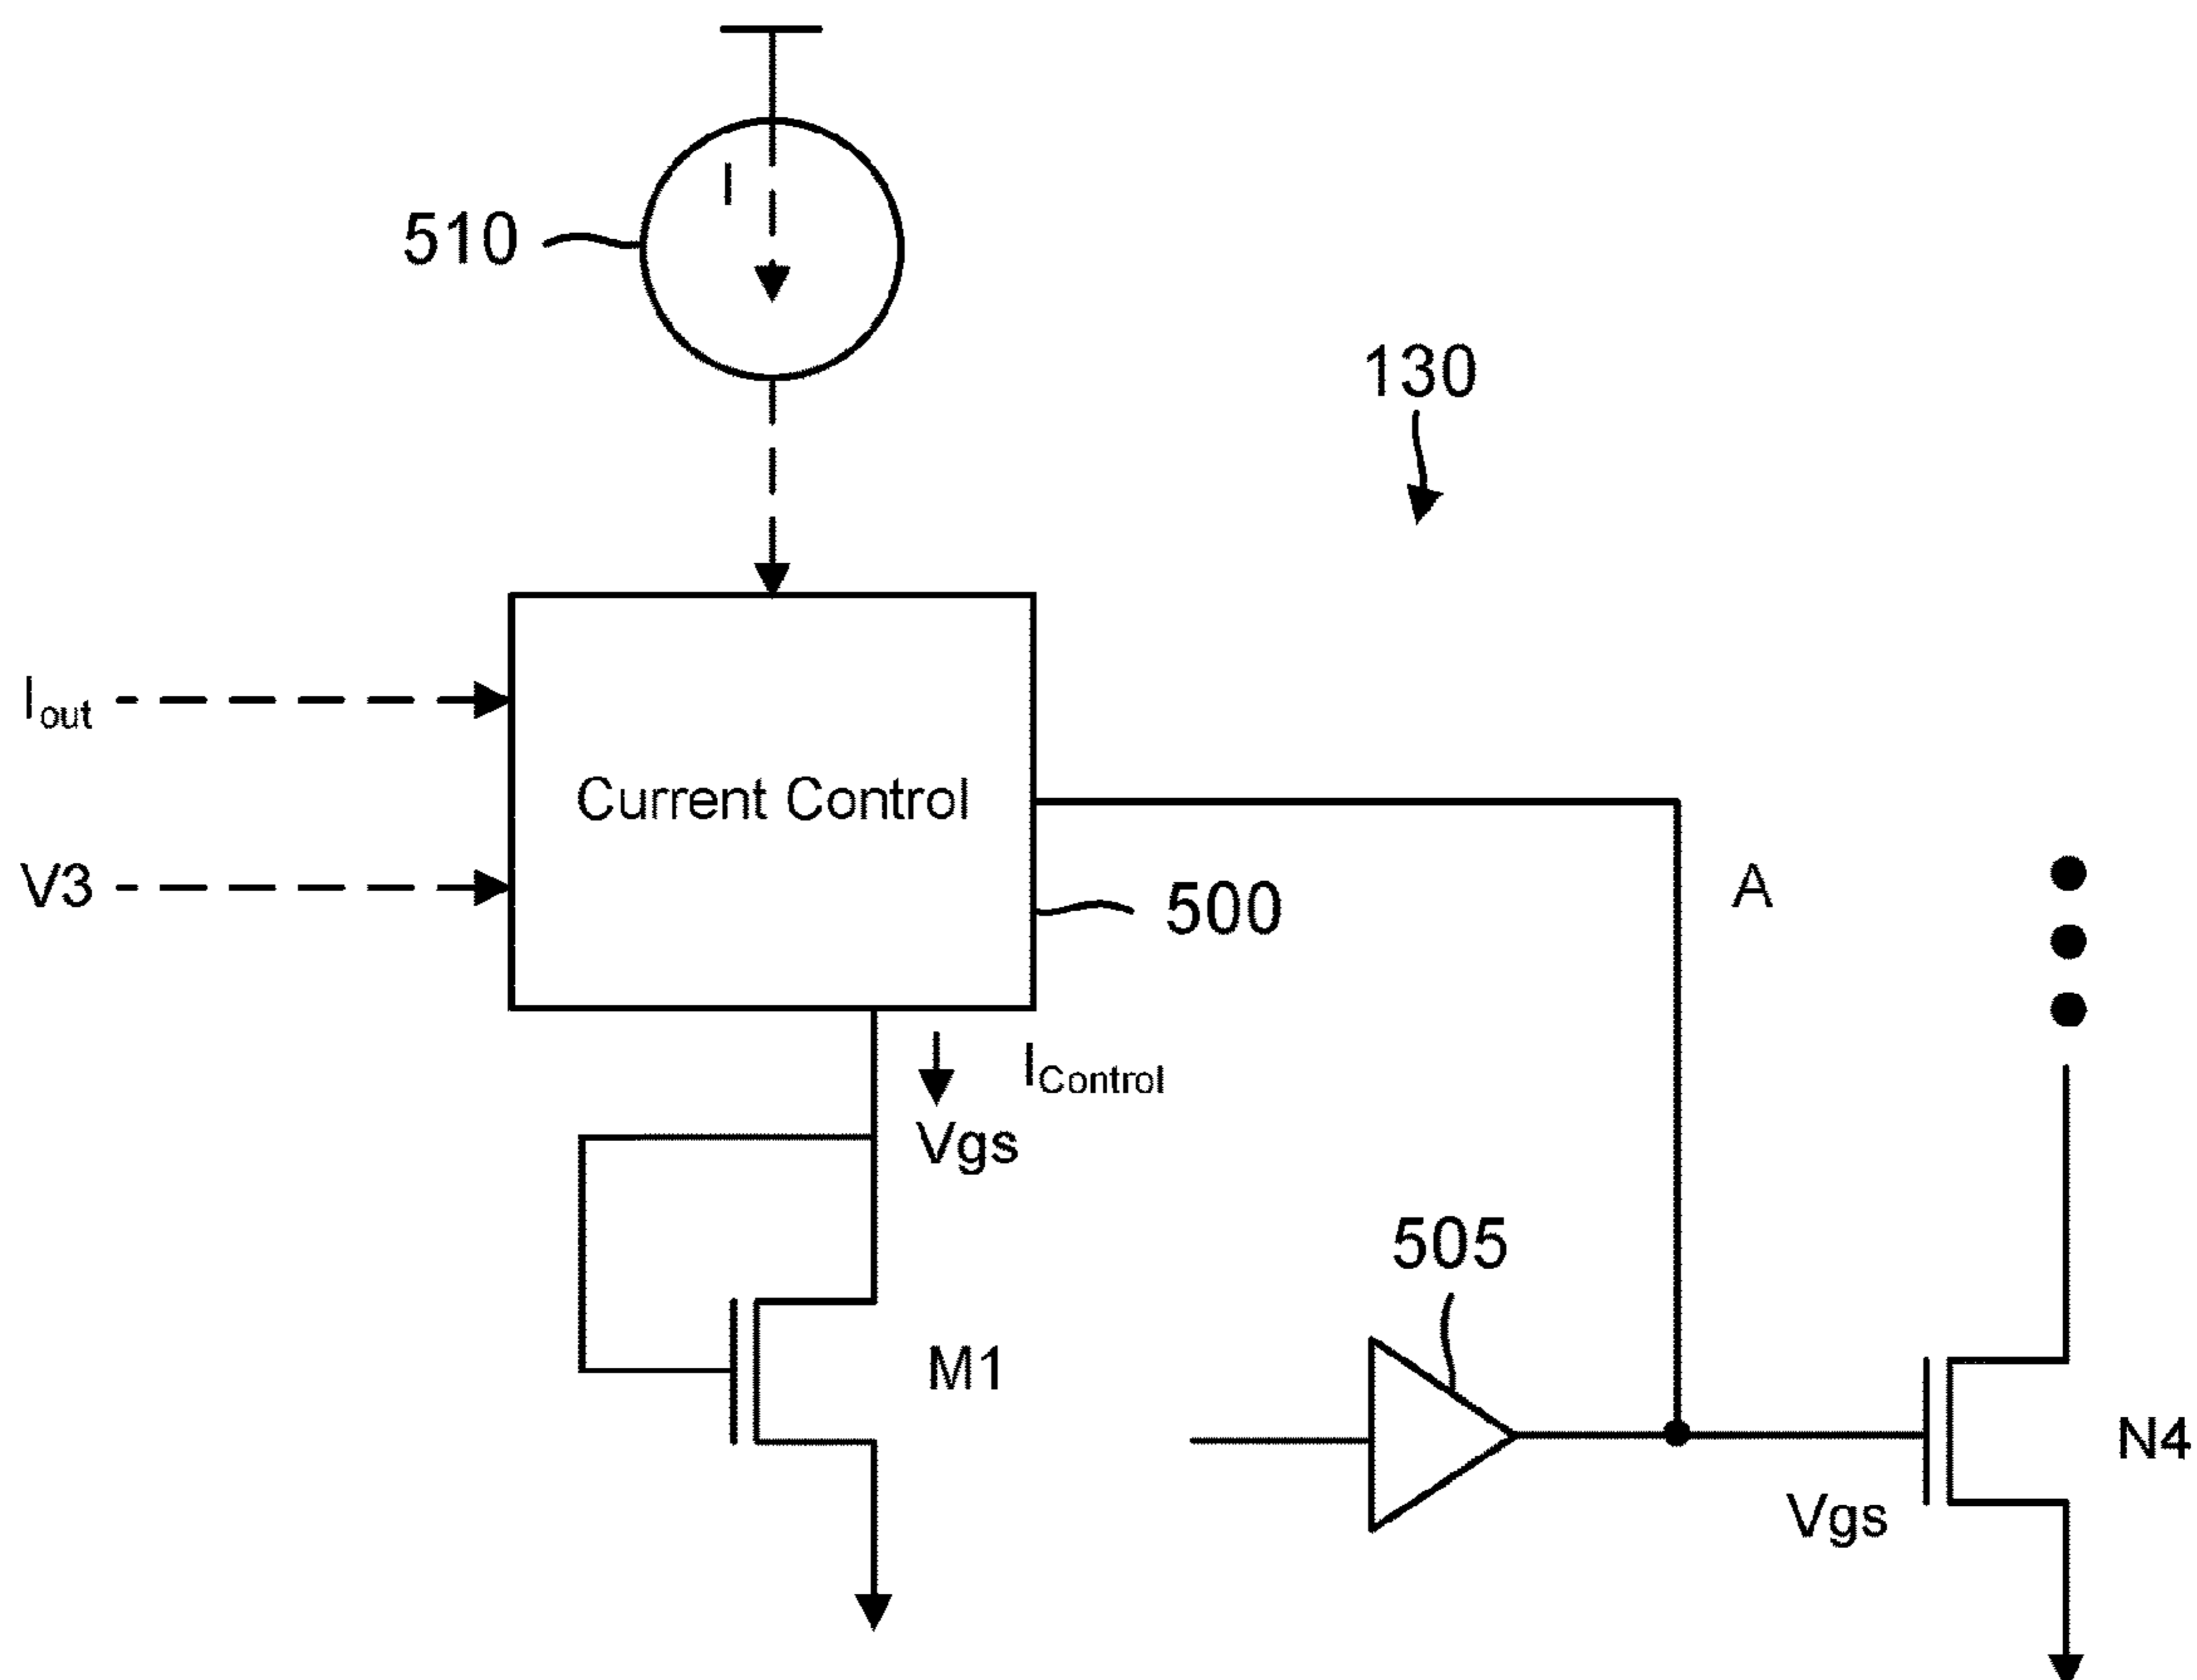 I
510
130
Iout
Current Control
V3
500
A
IControl
Vgs
505
M1
N4
Vgs